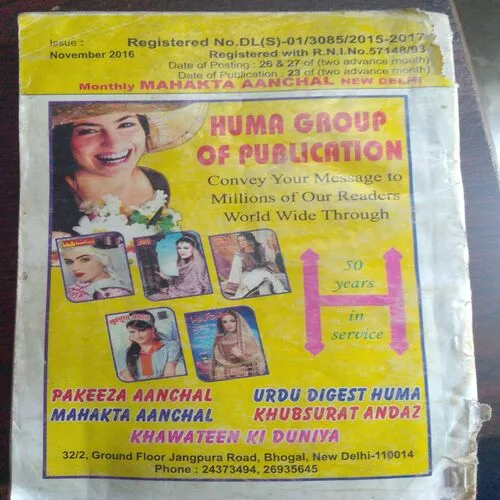 Issue :
November 2016
Registered No.DL(S)-01/3085/2015-2017
Registered with R.N.I.No.57148/93
Date of Posting : 26 & 27 of (two advance month)
Date of Publication : 23 of (two advance month)
Monthly MAHAKTA AANCHAL NEW DELHI
HUMA GROUP
OF PUBLICATION
Convey Your Message to
Millions of Our Readers
World Wide Through
50
years
in
service
PAKEEZA AANCHAL
URDU DIGEST HUMA
MAHAKTA AANCHAL
KHUBSURAT ANDAZ
KHAWATEEN KI DUNIYA
32/2, Ground Floor Jangpura Road, Bhogal, New Delhi-110014
Phone : 24373494, 26935645